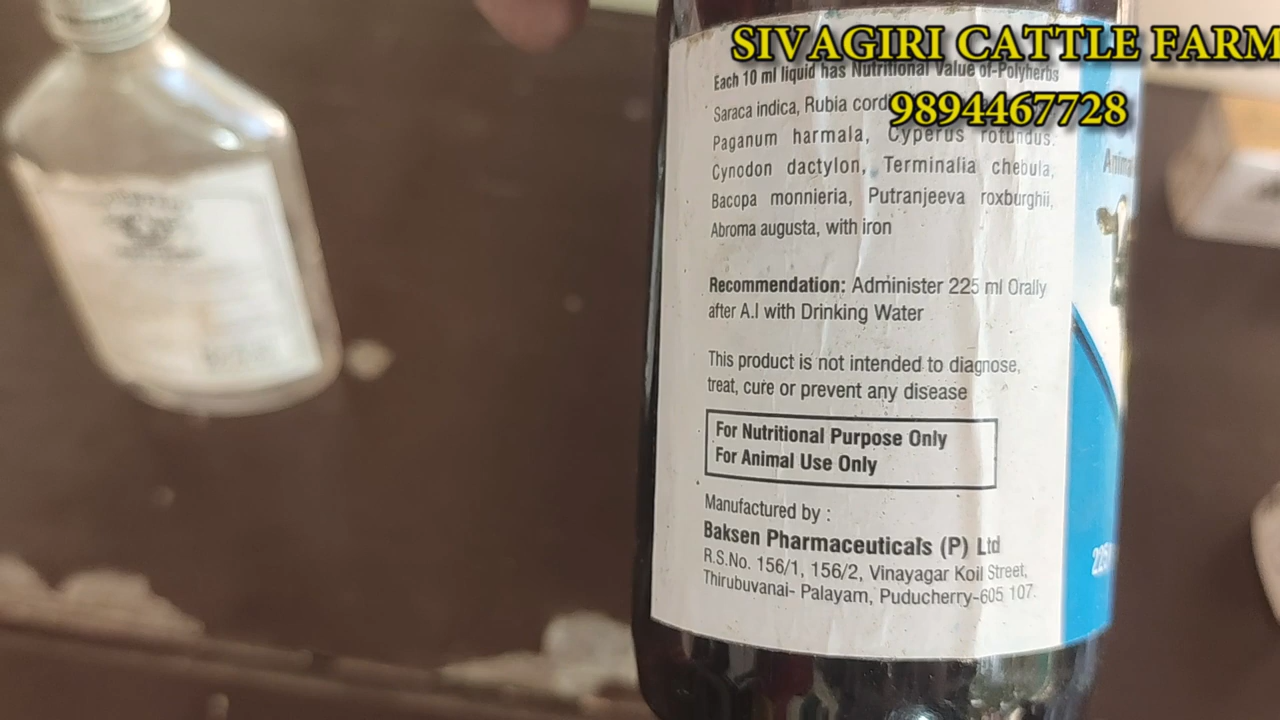 SIVAGIRI CATTLE FARM
9894467728
Each 10 ml liquid has Nutritional Value of-Polyherbs
Saraca indica, Rubia cord
Paganum harmala, Cyperus rotundus.
Cynodon dactylon, Terminalia chebula,
Bacopa monnieria, Putranjeeva roxburghii,
Abroma augusta, with iron
Recommendation: Administer 225 ml Orally
after A.I with Drinking Water
This product is not intended to diagnose,
treat, cure or prevent any disease
For Nutritional Purpose Only
For Animal Use Only
Manufactured by :
Baksen Pharmaceuticals (P) Ltd
R.S.No. 156/1, 156/2, Vinayagar Koil Street,
Thirubuvanai- Palayam, Puducherry-605 107.
Anima
225